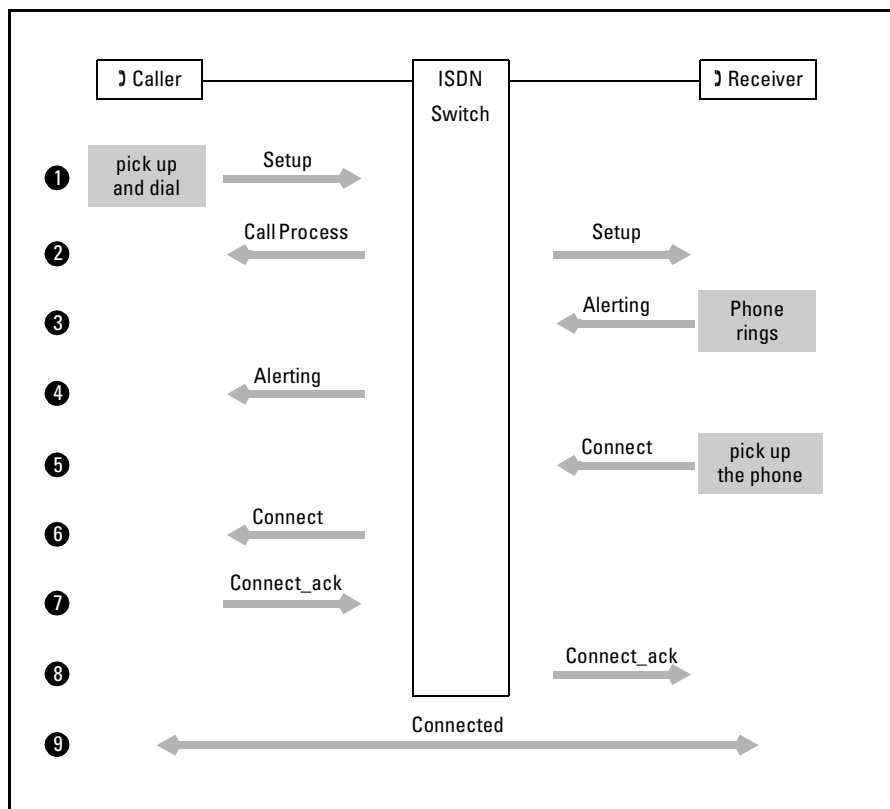 Caller
ISDN
Switch
Receiver
1
pick up
and dial
Setup
2
Call Process
Setup
3
Alerting
Phone
rings
4
Alerting
5
Connect
pick up
the phone
6
Connect
7
Connect_ack
8
Connect_ack
9
Connected